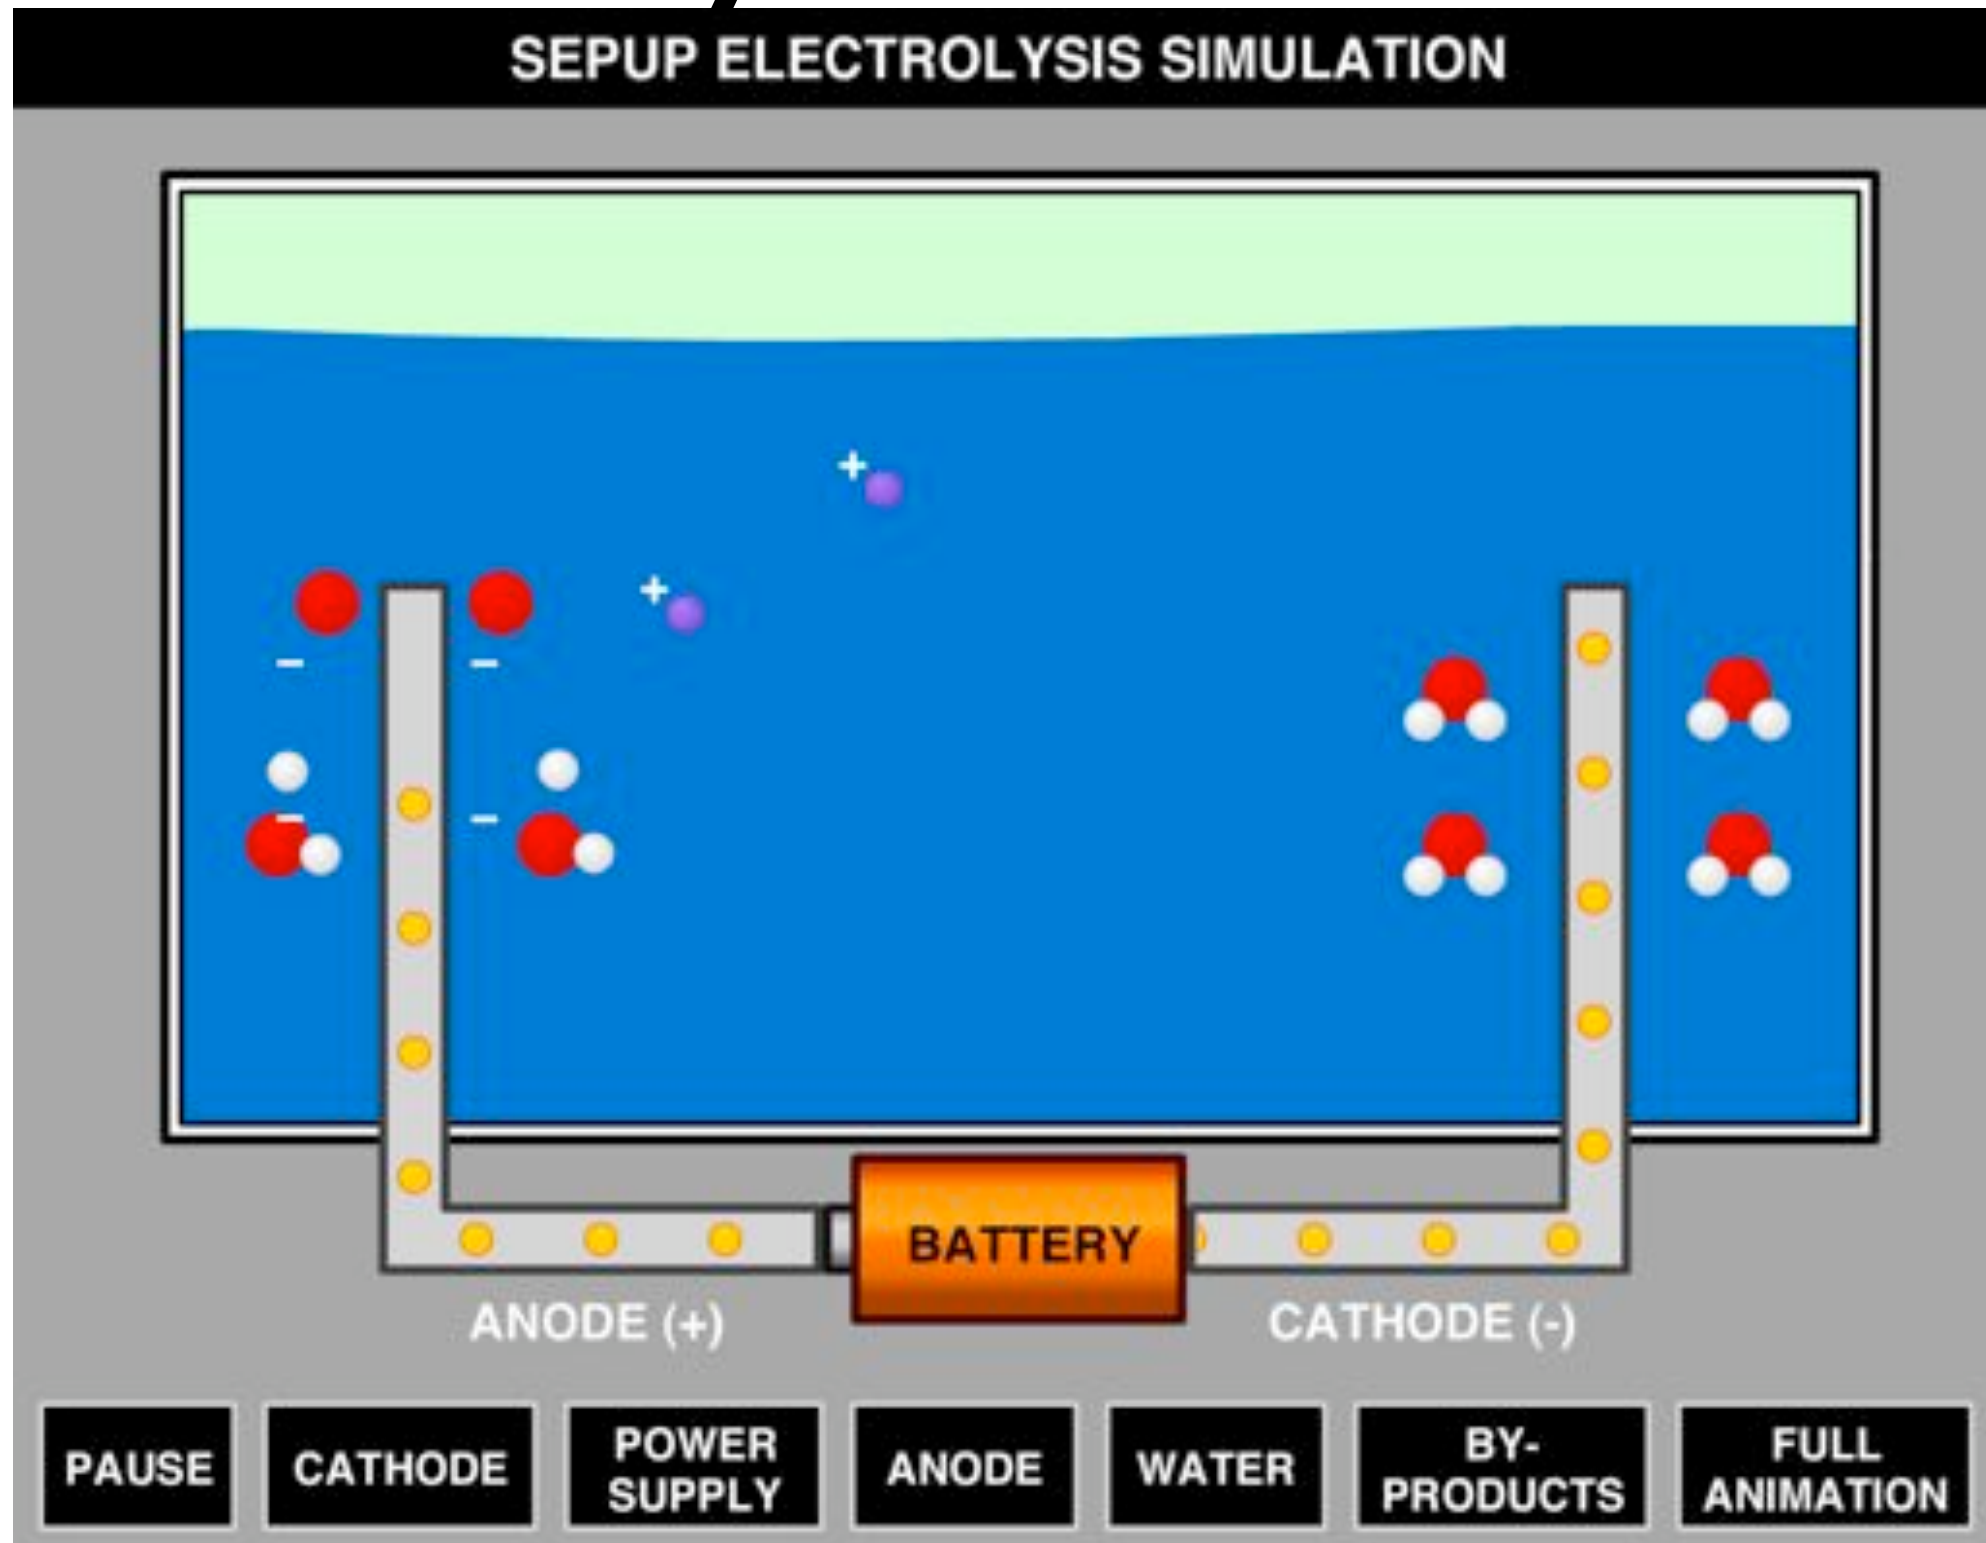 SEPUP ELECTROLYSIS SIMULATION
+
+
− −
− −
BATTERY
ANODE (+)
CATHODE (-)
PAUSE
CATHODE
POWER
SUPPLY
ANODE
WATER
BY-
PRODUCTS
FULL
ANIMATION